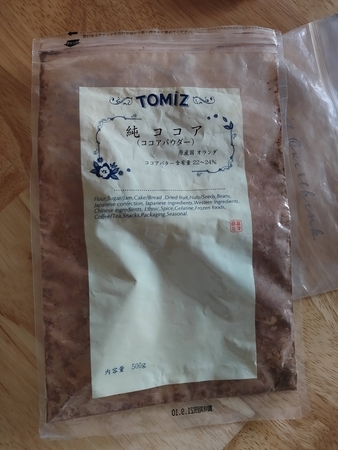 TOMIZ
純ココア
(ココアパウダー)
原産国 オランダ
ココアバター含有量 22〜24%
Flour,Sugar/Jam,Cake/Bread ,Dried fruit,Nuts/Seeds,Beans,
Japanese confection, Japanese ingredients,Western ingredients,
Chinese ingredients, Ethnic,Spice,Gelatine,Frozen Foods,
Coffee/Tea,Snacks,Packaging,Seasonal.
内容量 500g